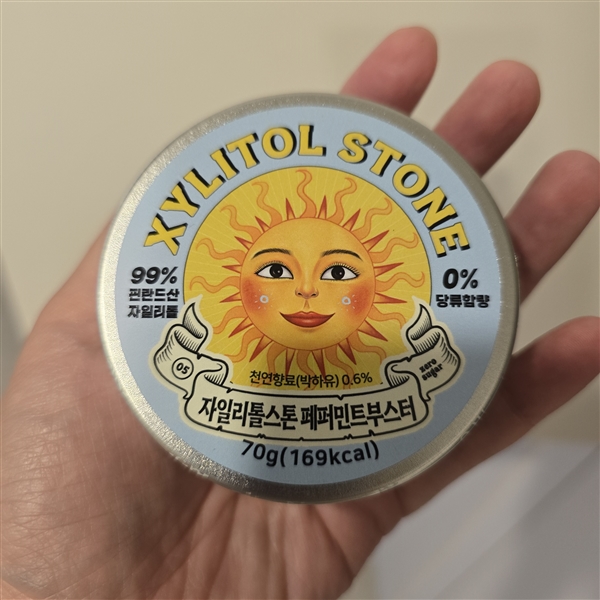 XYLITOL STONE
99%
핀란드산
자일리톨
0%
당류함량
천연향료(박하유) 0.6%
05
zero
sugar
자일리톨스톤 페퍼민트부스터
70g(169kcal)